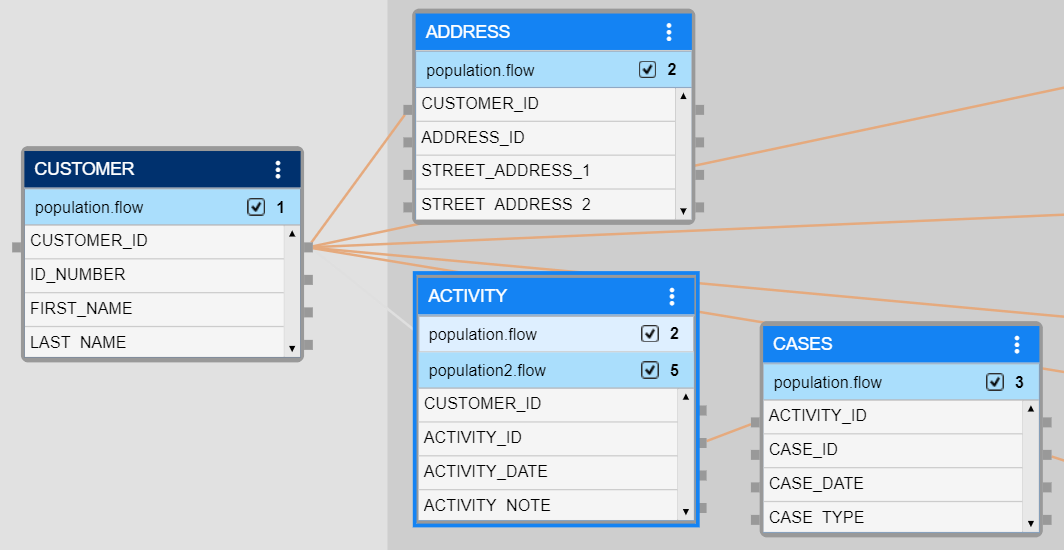 CUSTOMER
population.flow 1
CUSTOMER_ID
ID_NUMBER
FIRST_NAME
LAST_NAME
ADDRESS
population.flow 2
CUSTOMER_ID
ADDRESS_ID
STREET_ADDRESS_1
STREET_ADDRESS_2
ACTIVITY
population.flow 2
population2.flow 5
CUSTOMER_ID
ACTIVITY_ID
ACTIVITY_DATE
ACTIVITY_NOTE
CASES
population.flow 3
ACTIVITY_ID
CASE_ID
CASE_DATE
CASE_TYPE